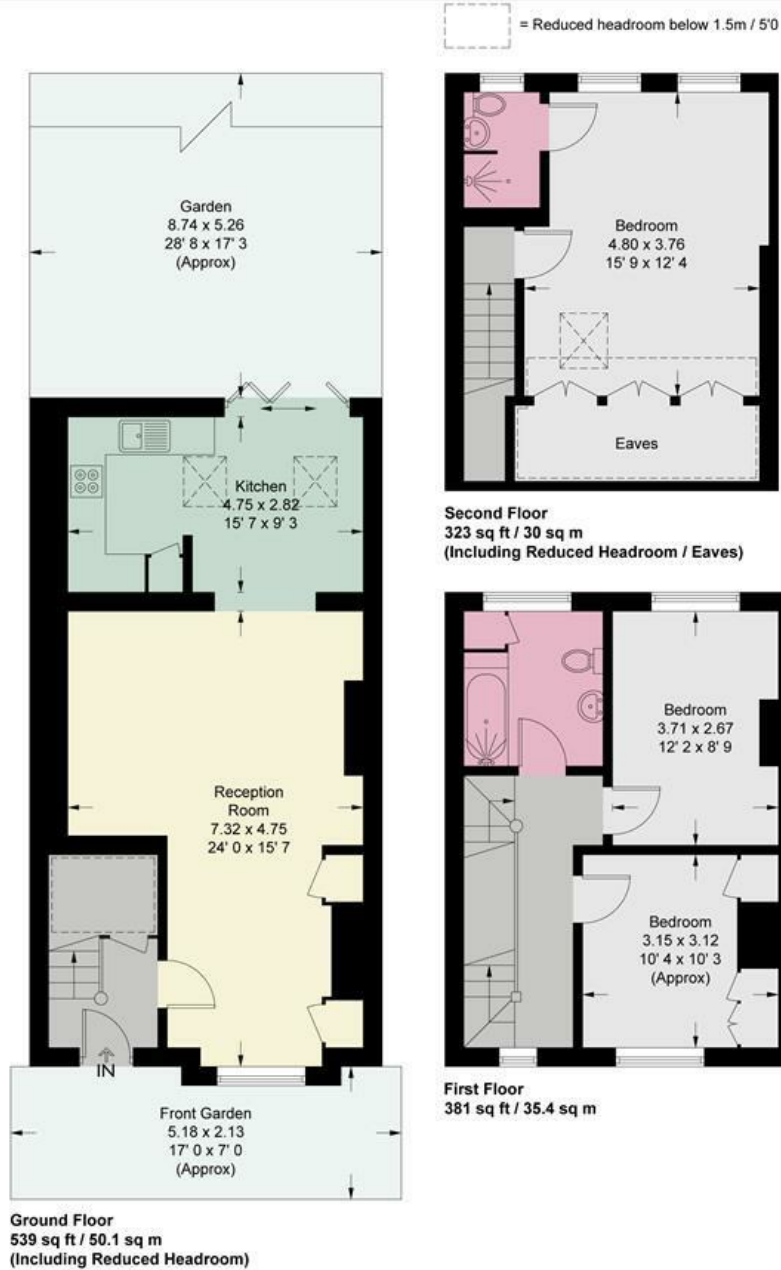 = Reduced headroom below 1.5m / 5'0
Garden
8.74 x 5.26
28' 8 x 17' 3
(Approx)
Kitchen
4.75 x 2.82
15' 7 x 9' 3
Reception
Room
7.32 x 4.75
24' 0 x 15' 7
IN
Front Garden
5.18 x 2.13
17' 0 x 7' 0
(Approx)
Ground Floor
539 sq ft / 50.1 sq m
(Including Reduced Headroom)
Bedroom
4.80 x 3.76
15' 9 x 12' 4
Eaves
Second Floor
323 sq ft / 30 sq m
(Including Reduced Headroom / Eaves)
Bedroom
3.71 x 2.67
12' 2 x 8' 9
Bedroom
3.15 x 3.12
10' 4 x 10' 3
(Approx)
First Floor
381 sq ft / 35.4 sq m